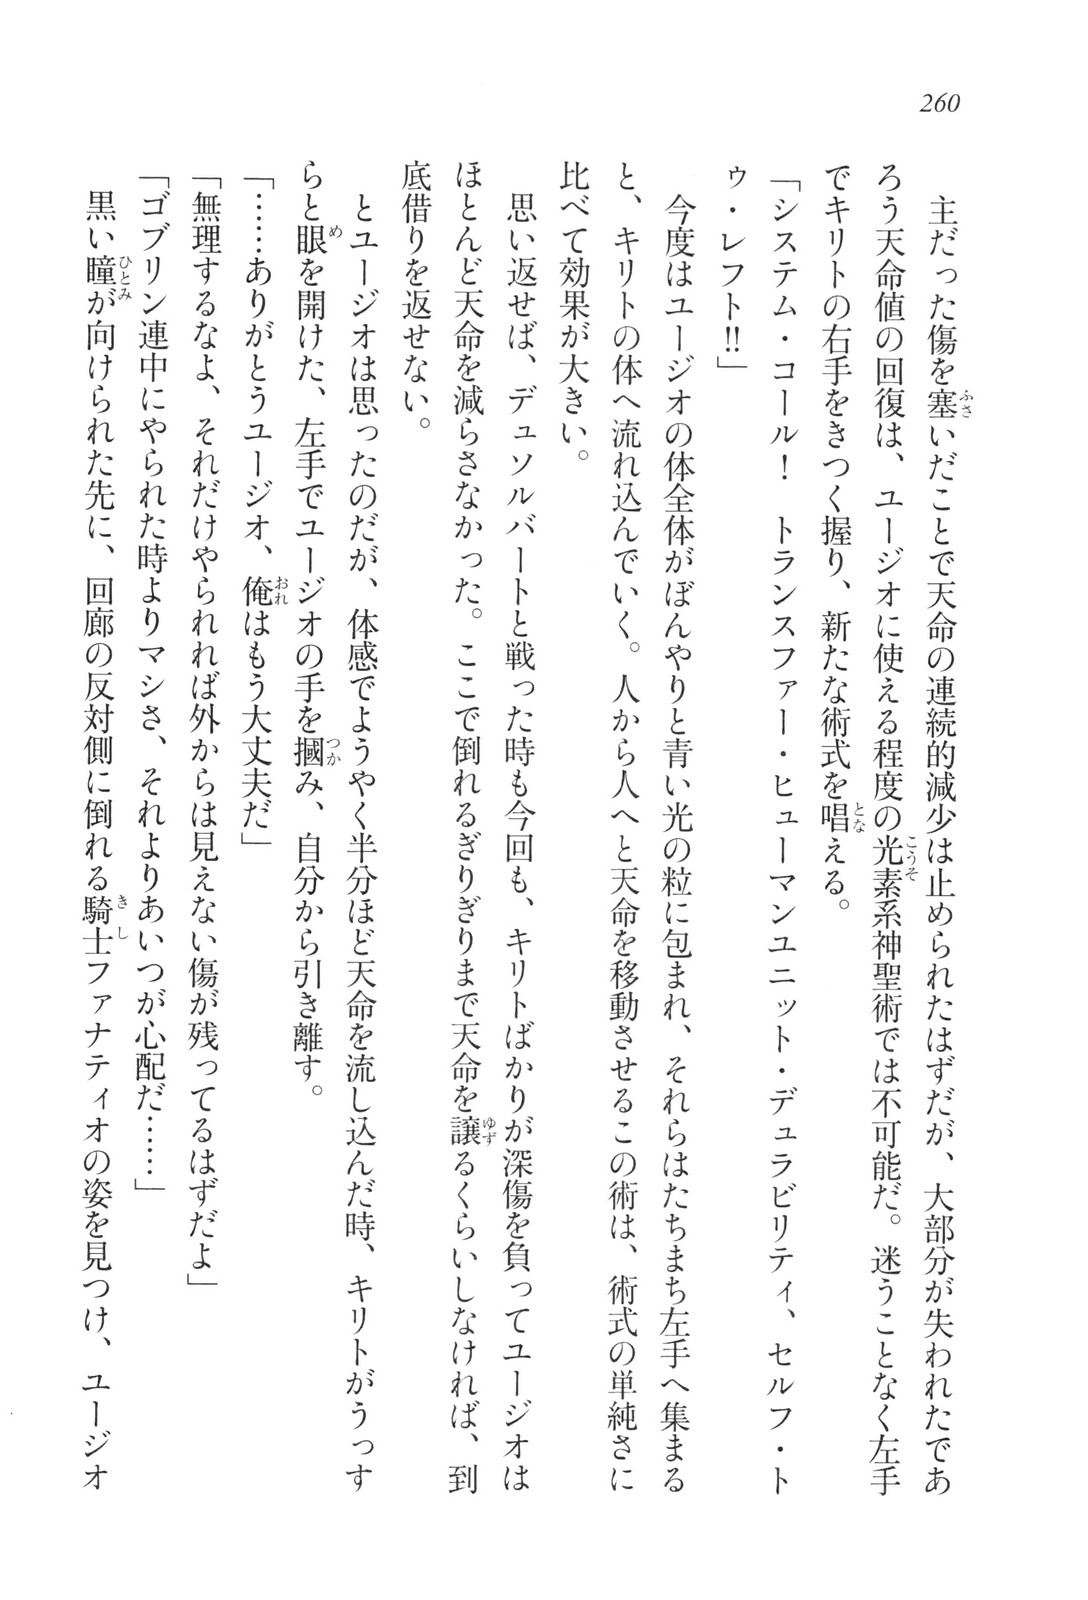 260
主だった傷を塞いだことで天命の連続的減少は止められたはずだが、大部分が失われたであ
ろう天命値の回復は、ユージオに使える程度の光素系神聖術では不可能だ。迷うことなく左手
でキリトの右手をきつく握り、新たな術式を唱える。
「システム・コール！　トランスファー・ヒューマンユニット・デュラビリティ、セルフ・ト
ゥ・レフト!!」
　今度はユージオの体全体がぼんやりと青い光の粒に包まれ、それらはたちまち左手へ集まる
と、キリトの体へ流れ込んでいく。人から人へと天命を移動させるこの術は、術式の単純さに
比べて効果が大きい。
　思い返せば、デュソルバートと戦った時も今回も、キリトばかりが深傷を負ってユージオは
ほとんど天命を減らさなかった。ここで倒れるぎりぎりまで天命を譲るくらいしなければ、到
底借りを返せない。
　とユージオは思ったのだが、体感でようやく半分ほど天命を流し込んだ時、キリトがうっす
らと眼を開けた、左手でユージオの手を摑み、自分から引き離す。
「……ありがとうユージオ、俺はもう大丈夫だ」
「無理するなよ、それだけやられれば外からは見えない傷が残ってるはずだよ」
「ゴブリン連中にやられた時よりマシさ、それよりあいつが心配だ……」
　黒い瞳が向けられた先に、回廊の反対側に倒れる騎士ファナティオの姿を見つけ、ユージオ